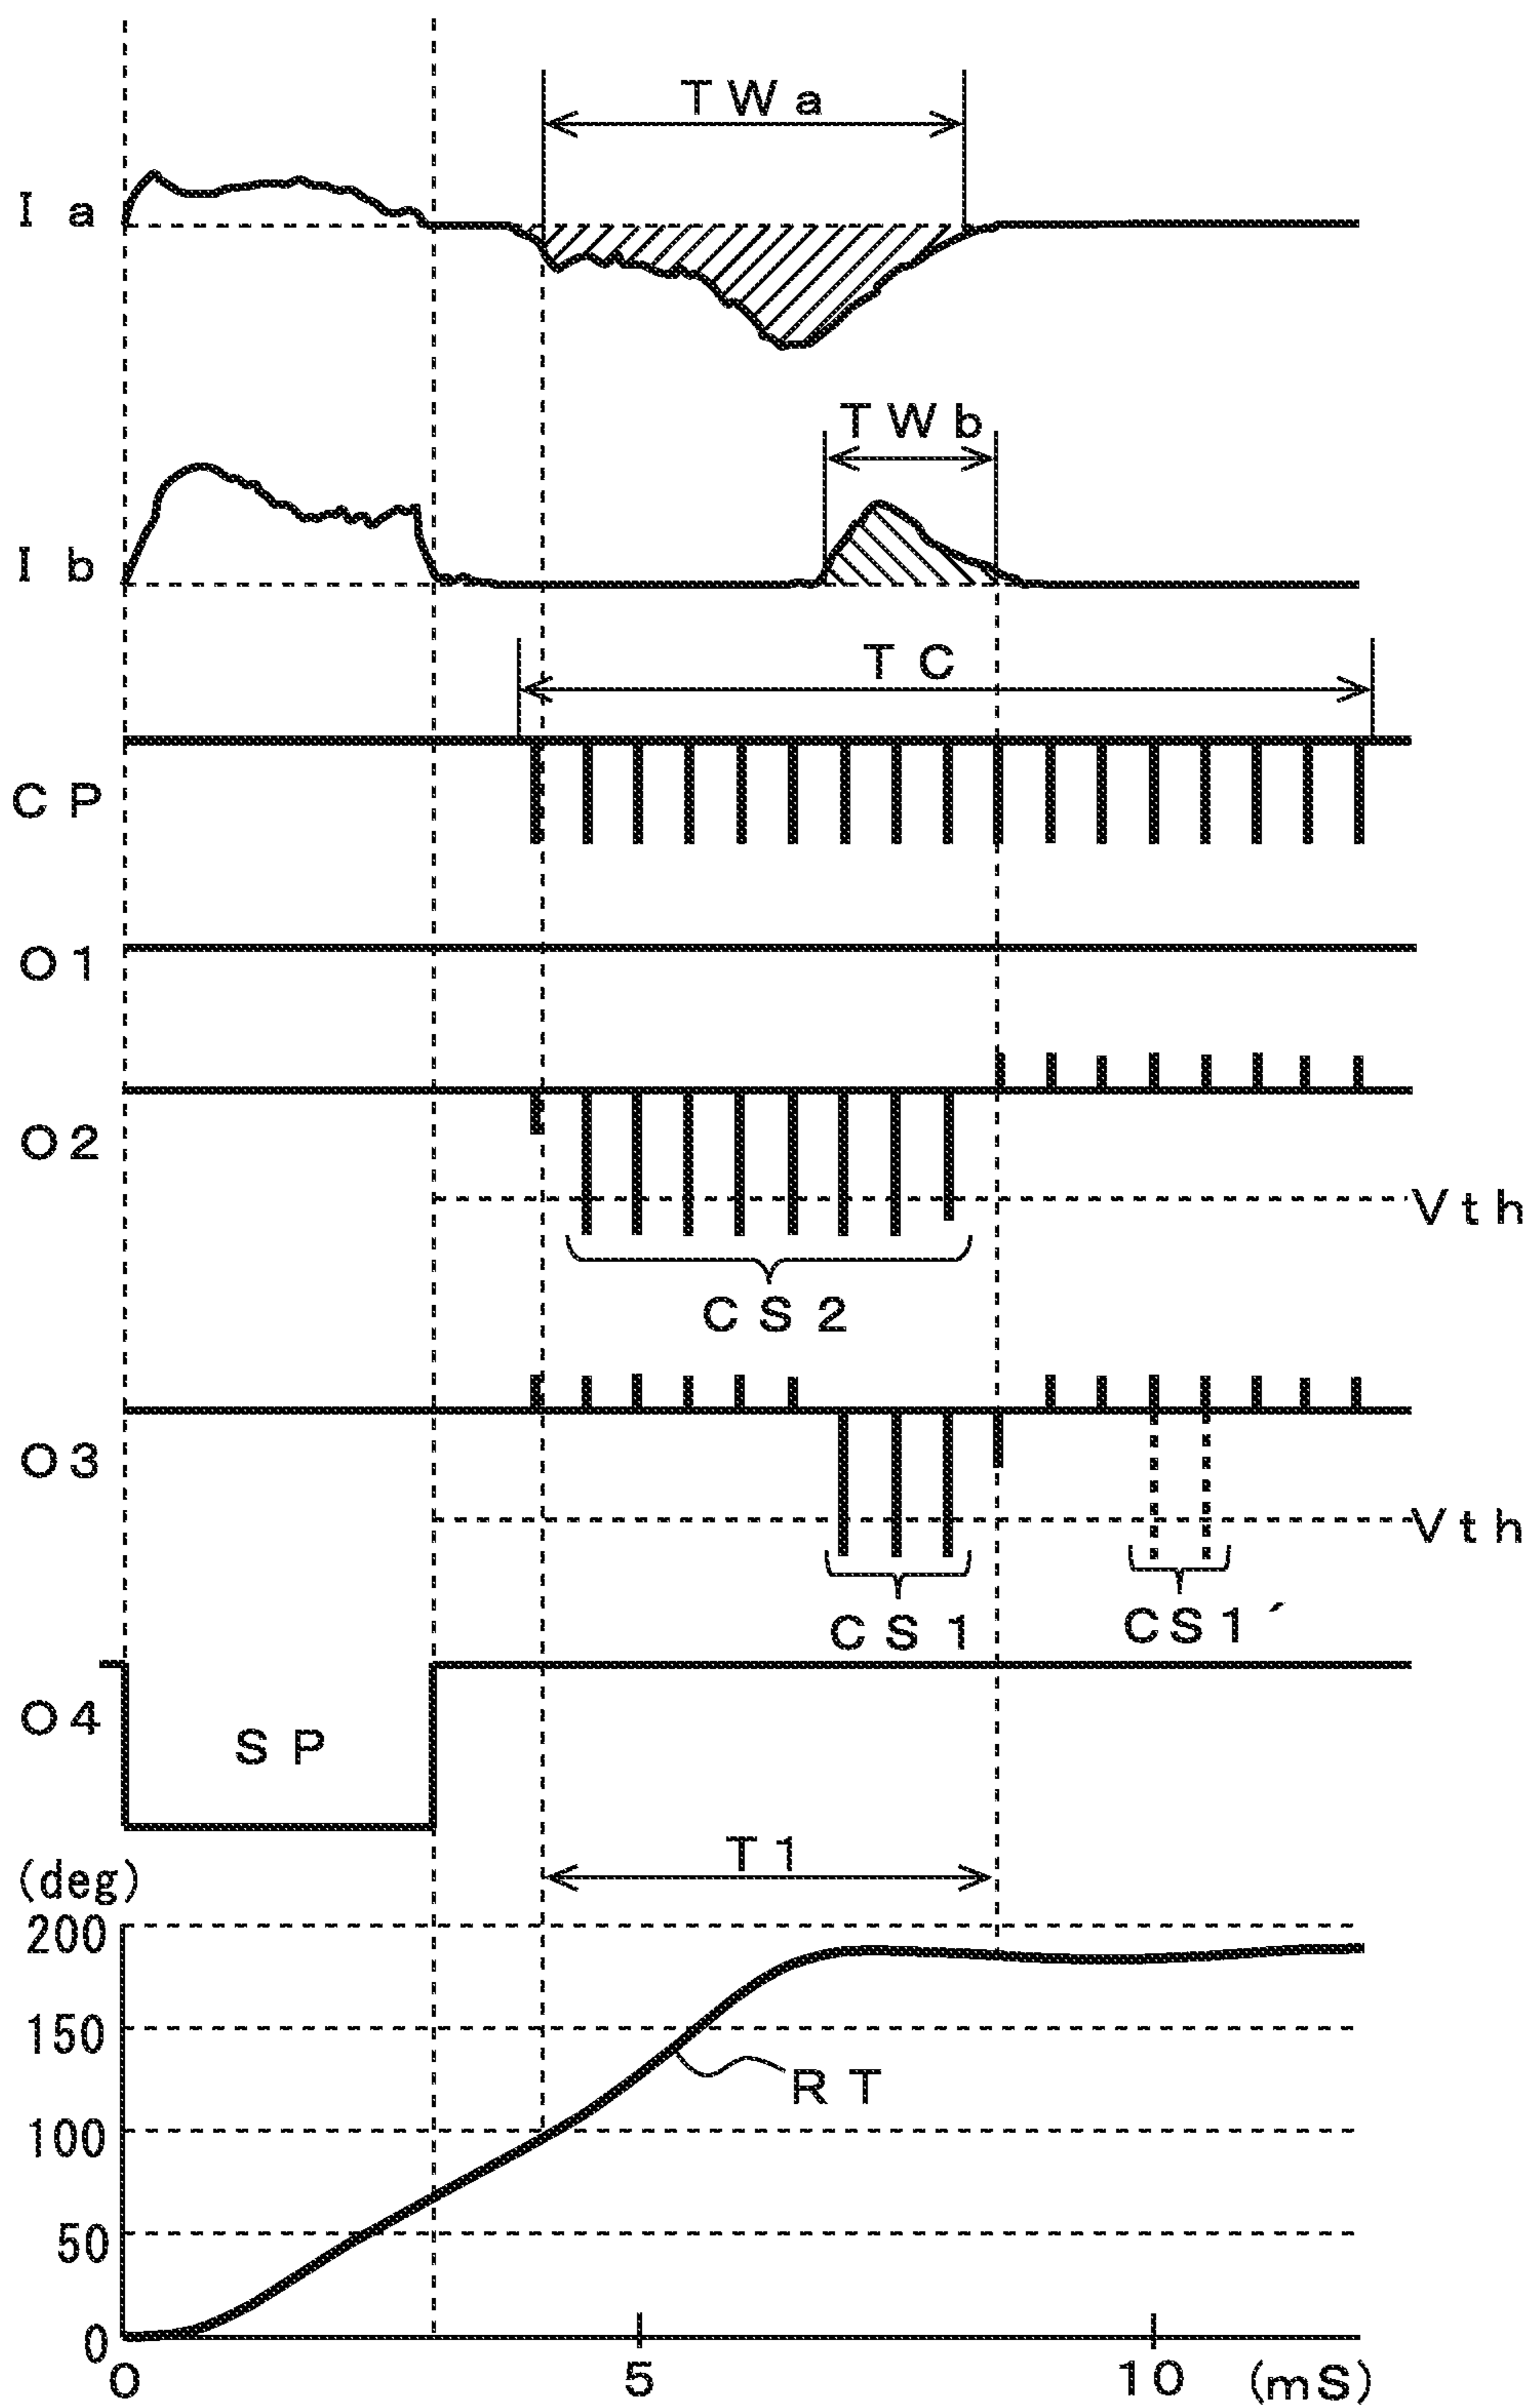 TWa
Ia
TWb
Ib
TC
CP
O1
O2
Vth
CS2
O3
Vth
CS1
CS1´
O4
SP
T1
(deg)
200
150
RT
100
50
0
0 5 10 (mS)